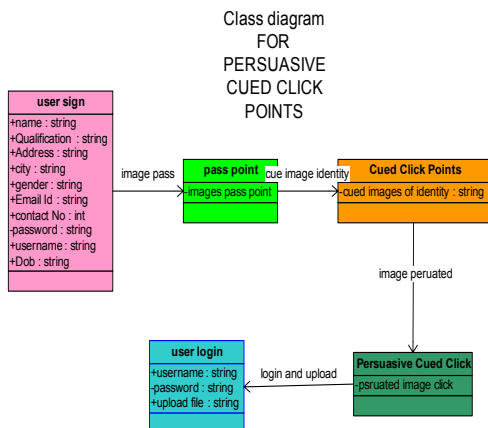 Class diagram
FOR
PERSUASIVE
CUED CLICK
POINTS
user sign
+name : string
+Qualification : string
+Address : string
+city : string
+gender : string
+Email Id : string
+contact No : int
-password : string
+username : string
+Dob : string
image pass
pass point
-images pass point
cue image identity
Cued Click Points
-cued images of identity : string
image peruated
Persuasive Cued Click
-psruated image click
login and upload
user login
+username : string
-password : string
+upload file : string